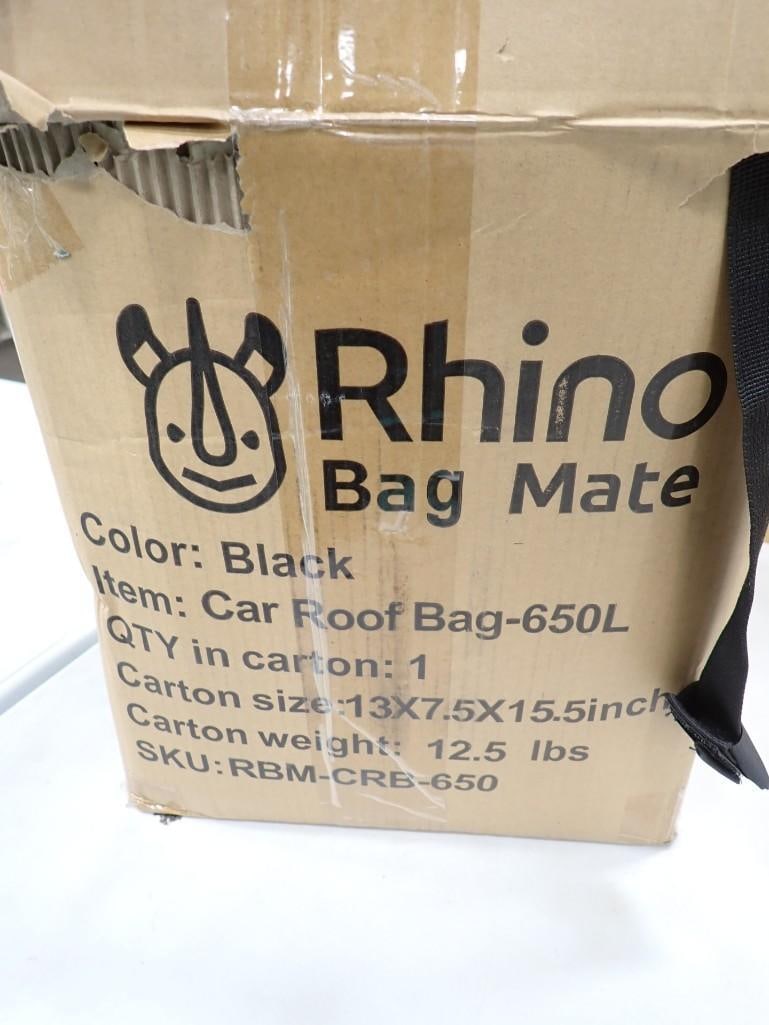 Rhino
Bag Mate
Color: Black
Item: Car Roof Bag-650L
QTY in carton: 1
Carton size:13X7.5X15.5inch
Carton weight: 12.5 lbs
SKU:RBM-CRB-650